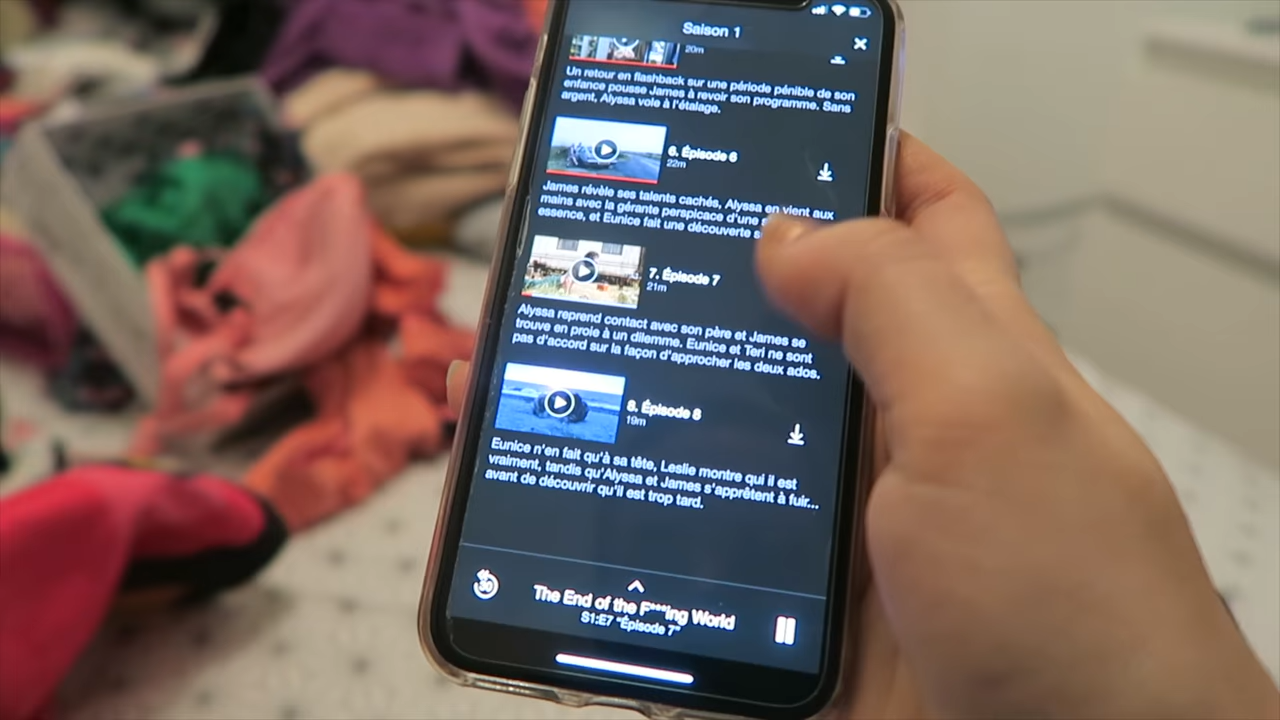 Saison 1
20m
Un retour en flashback sur une période pénible de son
enfance pousse James à revoir son programme. Sans
argent, Alyssa vole à l'étalage.
6. Épisode 6
22m
James révèle ses talents cachés, Alyssa en vient aux
mains avec la gérante perspicace d'une
essence, et Eunice fait une découverte
7. Épisode 7
21m
Alyssa reprend contact avec son père et James se
trouve en proie à un dilemme. Eunice et Teri ne sont
pas d'accord sur la façon d'approcher les deux ados.
8. Épisode 8
19m
Eunice n'en fait qu'à sa tête, Leslie montre qui il est
vraiment, tandis qu'Alyssa et James s'apprêtent à fuir...
avant de découvrir qu'il est trop tard.
30
The End of the F***ing World
S1:E7 "Épisode 7"